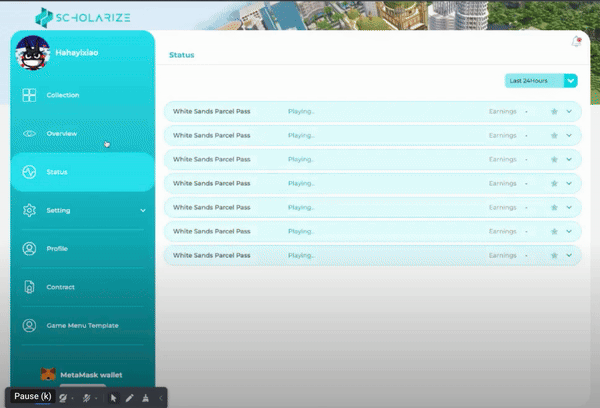 SCHOLARIZE
Hahayixiao
Collection
Overview
Status
Setting
Profile
Contract
Game Menu Template
MetaMask wallet
Pause (k)
Status
Last 24Hours
White Sands Parcel Pass Playing.. Earnings -
White Sands Parcel Pass Playing.. Earnings -
White Sands Parcel Pass Playing.. Earnings -
White Sands Parcel Pass Playing.. Earnings -
White Sands Parcel Pass Playing.. Earnings -
White Sands Parcel Pass Playing.. Earnings -
White Sands Parcel Pass Playing.. Earnings -